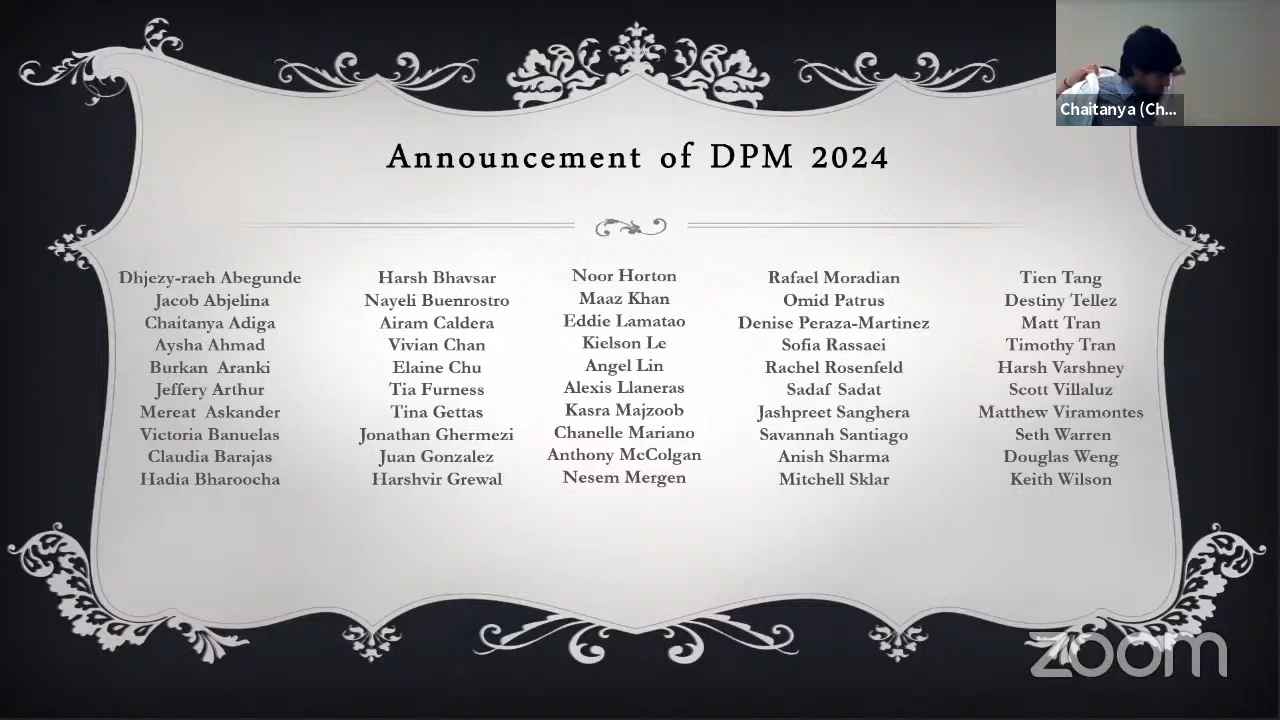 Chaitanya (Ch...
Announcement of DPM 2024
Dhjezy-raeh Abegunde
Jacob Abjelina
Chaitanya Adiga
Aysha Ahmad
Burkan Aranki
Jeffery Arthur
Mereat Askander
Victoria Banuelas
Claudia Barajas
Hadia Bharoocha
Harsh Bhavsar
Nayeli Buenrostro
Airam Caldera
Vivian Chan
Elaine Chu
Tia Furness
Tina Gettas
Jonathan Ghermezi
Juan Gonzalez
Harshvir Grewal
Noor Horton
Maaz Khan
Eddie Lamatao
Kielson Le
Angel Lin
Alexis Llaneras
Kasra Majzoob
Chanelle Mariano
Anthony McColgan
Nesem Mergen
Rafael Moradian
Omid Patrus
Denise Peraza-Martinez
Sofia Rassaei
Rachel Rosenfeld
Sadaf Sadat
Jashpreet Sanghera
Savannah Santiago
Anish Sharma
Mitchell Sklar
Tien Tang
Destiny Tellez
Matt Tran
Timothy Tran
Harsh Varshney
Scott Villaluz
Matthew Viramontes
Seth Warren
Douglas Weng
Keith Wilson
zoom